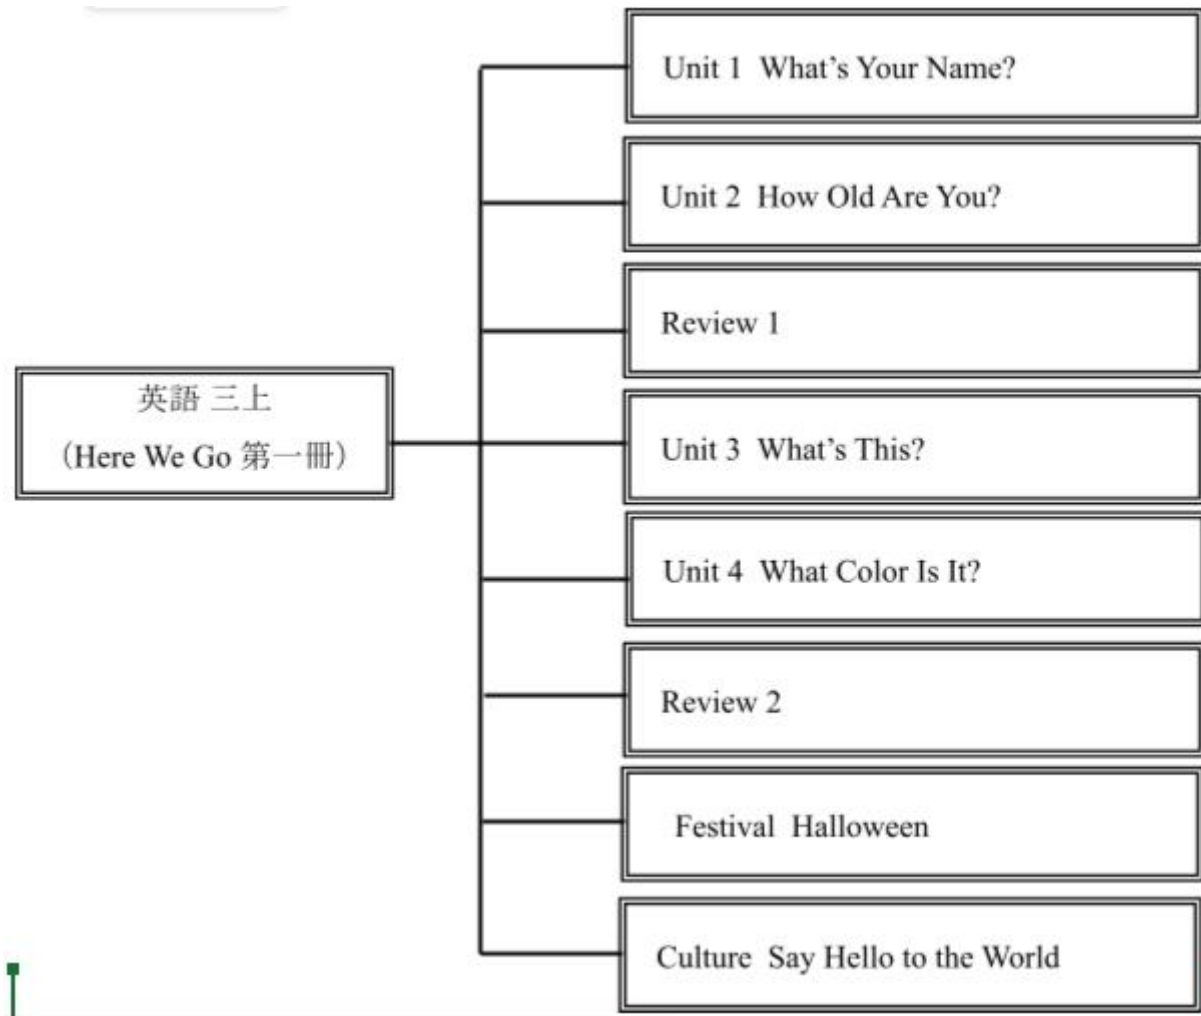 Unit 1  What's Your Name?
Unit 2  How Old Are You?
Review 1
英語 三上
（Here We Go 第一冊）
Unit 3  What's This?
Unit 4  What Color Is It?
Review 2
Festival  Halloween
Culture  Say Hello to the World